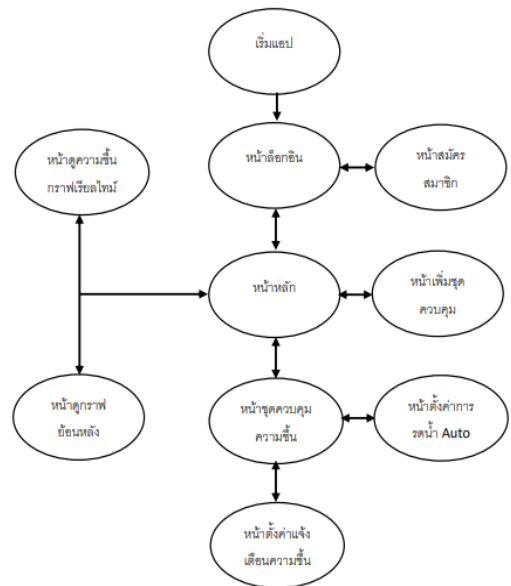 เริ่มแอป
หน้าดูความชื้น
กราฟเรียลไทม์
หน้าล็อกอิน
หน้าสมัคร
สมาชิก
หน้าหลัก
หน้าเพิ่มชุด
ควบคุม
หน้าดูกราฟ
ย้อนหลัง
หน้าชุดควบคุม
ความชื้น
หน้าตั้งค่าการ
รดน้ำ Auto
หน้าตั้งค่าแจ้ง
เตือนความชื้น